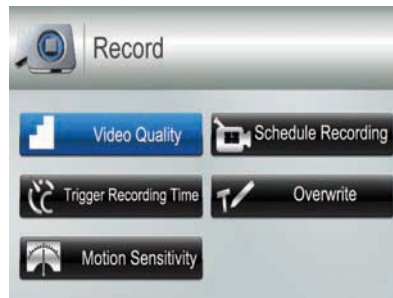 Record
Video Quality
Schedule Recording
Trigger Recording Time
Overwrite
Motion Sensitivity